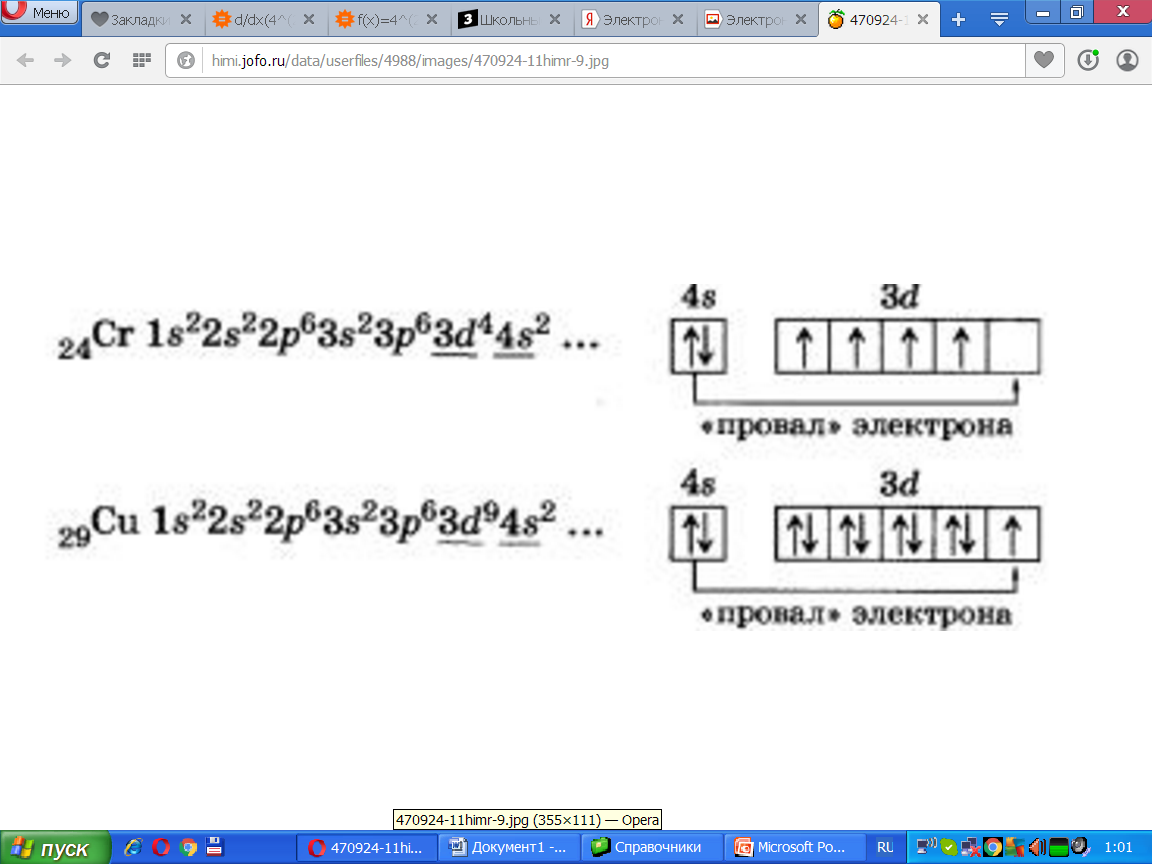 Меню
Закладки
d/dx(4^(
f(x)=4^(
Школьны
Электрон
Электрон
470924-1
himi.jofo.ru/data/userfiles/4988/images/470924-11himr-9.jpg
4s 3d
₂₄Cr 1s²2s²2p⁶3s²3p⁶3d⁴4s² ...
«провал» электрона
4s 3d
₂₉Cu 1s²2s²2p⁶3s²3p⁶3d⁹4s² ...
«провал» электрона
470924-11himr-9.jpg (355×111) — Opera
пуск
470924-11hi...
Документ1 -...
Справочники
Microsoft Po...
RU
1:01